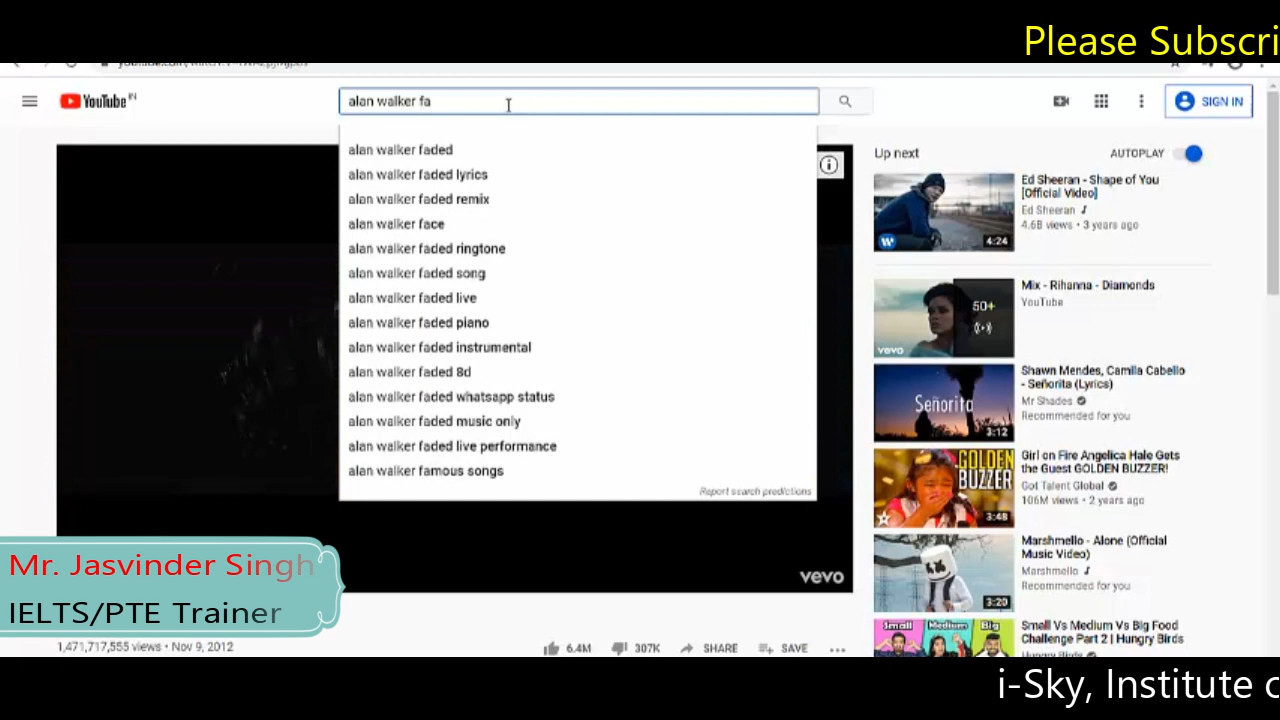 Please Subscri
YouTube IN
alan walker fa
SIGN IN
alan walker faded
alan walker faded lyrics
alan walker faded remix
alan walker face
alan walker faded ringtone
alan walker faded song
alan walker faded live
alan walker faded piano
alan walker faded instrumental
alan walker faded 8d
alan walker faded whatsapp status
alan walker faded music only
alan walker faded live performance
alan walker famous songs
Report search predictions
vevo
Up next
AUTOPLAY
4:24
Ed Sheeran - Shape of You
[Official Video]
Ed Sheeran
4.6B views • 3 years ago
50+
vevo
Mix - Rihanna - Diamonds
YouTube
Señorita
3:12
Shawn Mendes, Camila Cabello
- Señorita (Lyrics)
Mr Shades
Recommended for you
GOLDEN
BUZZER
3:48
Girl on Fire Angelica Hale Gets
the Guest GOLDEN BUZZER!
Got Talent Global
106M views • 2 years ago
3:20
Marshmello - Alone (Official
Music Video)
Marshmello
Recommended for you
Small Medium Big
Small Vs Medium Vs Big Food
Challenge Part 2 | Hungry Birds
Hungry Birds
Mr. Jasvinder Singh
IELTS/PTE Trainer
1,471,717,555 views • Nov 9, 2012
6.4M
307K
SHARE
SAVE
i-Sky, Institute